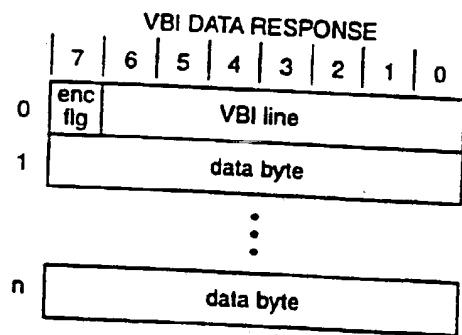 VBI DATA RESPONSE
7 6 5 4 3 2 1 0
0 enc flg VBI line
1 data byte
n data byte